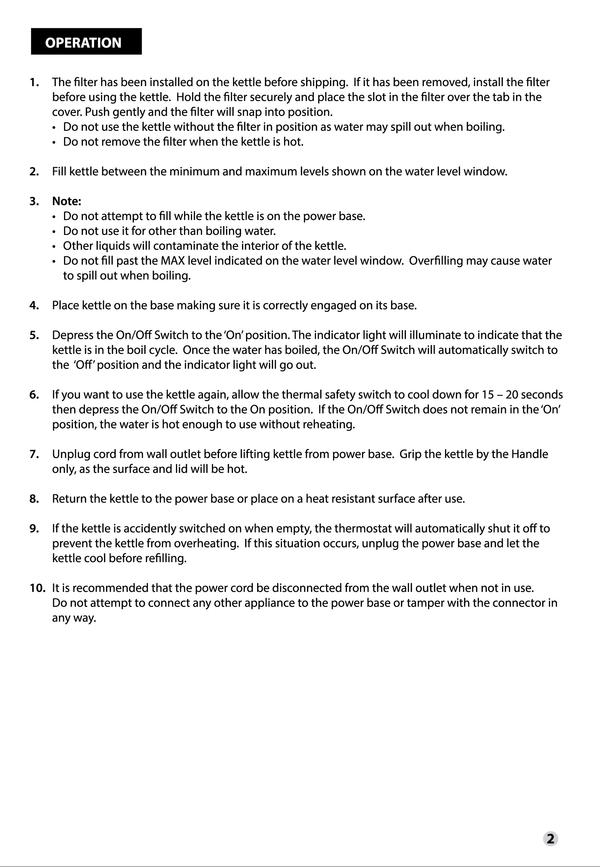 OPERATION
1. The filter has been installed on the kettle before shipping. If it has been removed, install the filter
before using the kettle. Hold the filter securely and place the slot in the filter over the tab in the
cover. Push gently and the filter will snap into position.
• Do not use the kettle without the filter in position as water may spill out when boiling.
• Do not remove the filter when the kettle is hot.
2. Fill kettle between the minimum and maximum levels shown on the water level window.
3. Note:
• Do not attempt to fill while the kettle is on the power base.
• Do not use it for other than boiling water.
• Other liquids will contaminate the interior of the kettle.
• Do not fill past the MAX level indicated on the water level window. Overfilling may cause water
to spill out when boiling.
4. Place kettle on the base making sure it is correctly engaged on its base.
5. Depress the On/Off Switch to the 'On' position. The indicator light will illuminate to indicate that the
kettle is in the boil cycle. Once the water has boiled, the On/Off Switch will automatically switch to
the 'Off' position and the indicator light will go out.
6. If you want to use the kettle again, allow the thermal safety switch to cool down for 15 – 20 seconds
then depress the On/Off Switch to the On position. If the On/Off Switch does not remain in the 'On'
position, the water is hot enough to use without reheating.
7. Unplug cord from wall outlet before lifting kettle from power base. Grip the kettle by the Handle
only, as the surface and lid will be hot.
8. Return the kettle to the power base or place on a heat resistant surface after use.
9. If the kettle is accidently switched on when empty, the thermostat will automatically shut it off to
prevent the kettle from overheating. If this situation occurs, unplug the power base and let the
kettle cool before refilling.
10. It is recommended that the power cord be disconnected from the wall outlet when not in use.
Do not attempt to connect any other appliance to the power base or tamper with the connector in
any way.
2